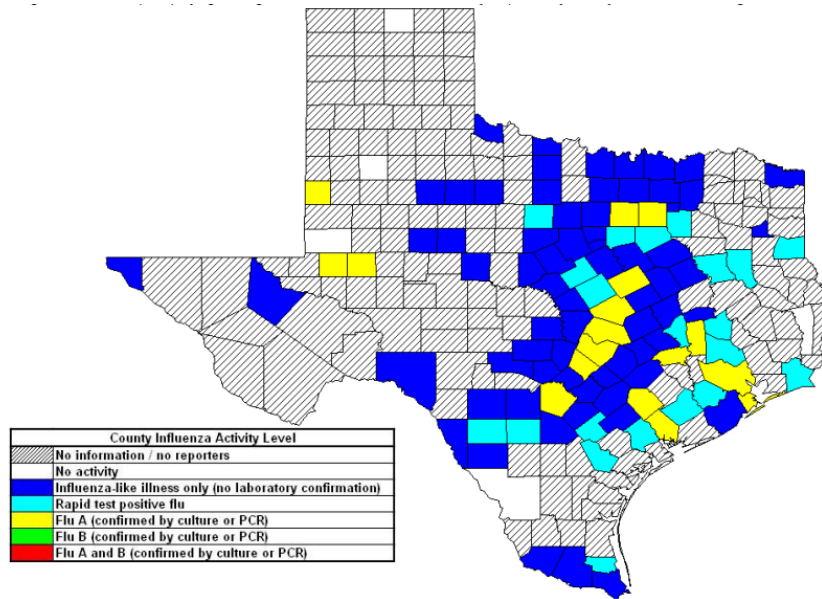 County Influenza Activity Level
No information / no reporters
No activity
Influenza-like illness only (no laboratory confirmation)
Rapid test positive flu
Flu A (confirmed by culture or PCR)
Flu B (confirmed by culture or PCR)
Flu A and B (confirmed by culture or PCR)